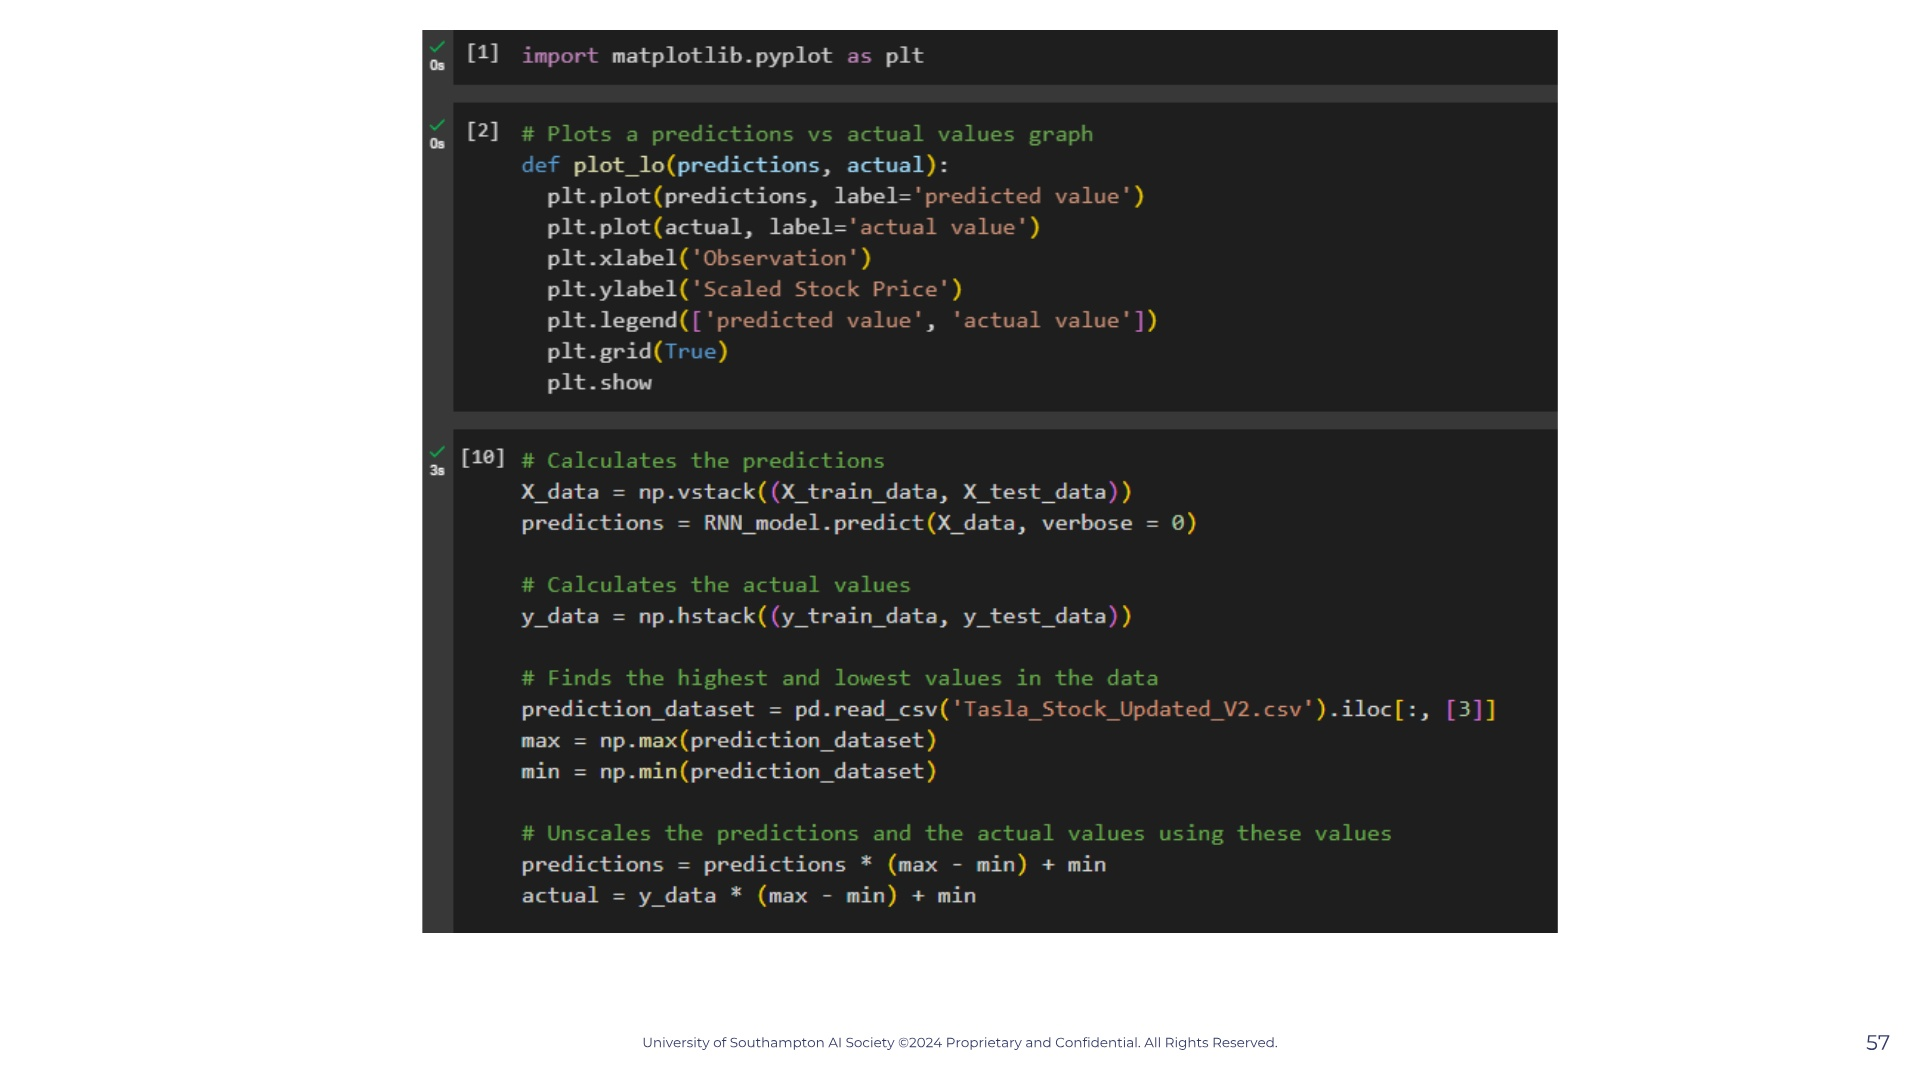 [1] import matplotlib.pyplot as plt
0s
[2] # Plots a predictions vs actual values graph
0s
def plot_lo(predictions, actual):
  plt.plot(predictions, label='predicted value')
  plt.plot(actual, label='actual value')
  plt.xlabel('Observation')
  plt.ylabel('Scaled Stock Price')
  plt.legend(['predicted value', 'actual value'])
  plt.grid(True)
  plt.show
[10] # Calculates the predictions
3s
X_data = np.vstack((X_train_data, X_test_data))
predictions = RNN_model.predict(X_data, verbose = 0)
# Calculates the actual values
y_data = np.hstack((y_train_data, y_test_data))
# Finds the highest and lowest values in the data
prediction_dataset = pd.read_csv('Tasla_Stock_Updated_V2.csv').iloc[:, [3]]
max = np.max(prediction_dataset)
min = np.min(prediction_dataset)
# Unscales the predictions and the actual values using these values
predictions = predictions * (max - min) + min
actual = y_data * (max - min) + min
University of Southampton AI Society ©2024 Proprietary and Confidential. All Rights Reserved.
57